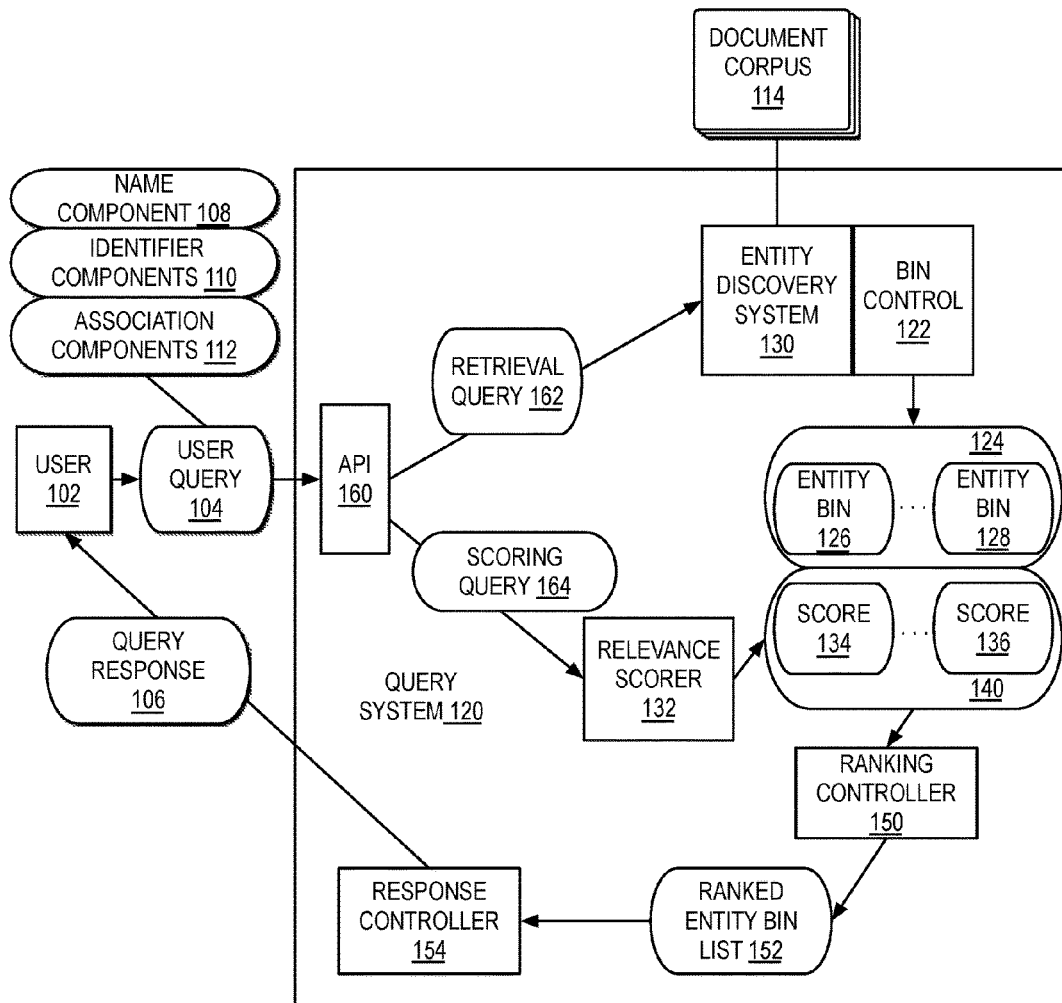 DOCUMENT
CORPUS
114
NAME
COMPONENT 108
IDENTIFIER
COMPONENTS 110
ASSOCIATION
COMPONENTS 112
ENTITY
DISCOVERY
SYSTEM
130
BIN
CONTROL
122
RETRIEVAL
QUERY 162
USER
102
USER
QUERY
104
API
160
124
ENTITY
BIN
126
. . .
ENTITY
BIN
128
SCORING
QUERY 164
SCORE
134
. . .
SCORE
136
140
QUERY
RESPONSE
106
QUERY
SYSTEM 120
RELEVANCE
SCORER
132
RANKING
CONTROLLER
150
RESPONSE
CONTROLLER
154
RANKED
ENTITY BIN
LIST 152